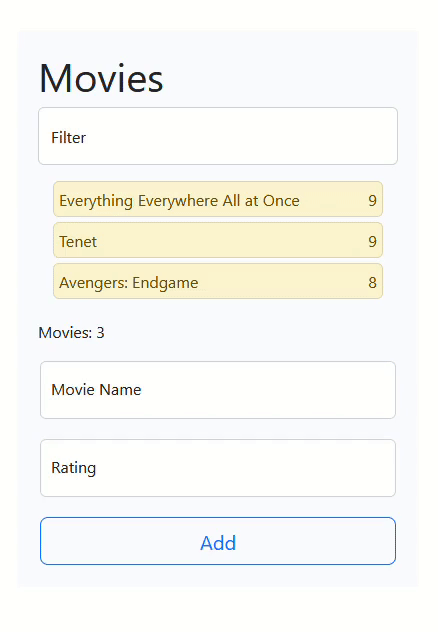 Movies
Filter
Everything Everywhere All at Once 9
Tenet 9
Avengers: Endgame 8
Movies: 3
Movie Name
Rating
Add